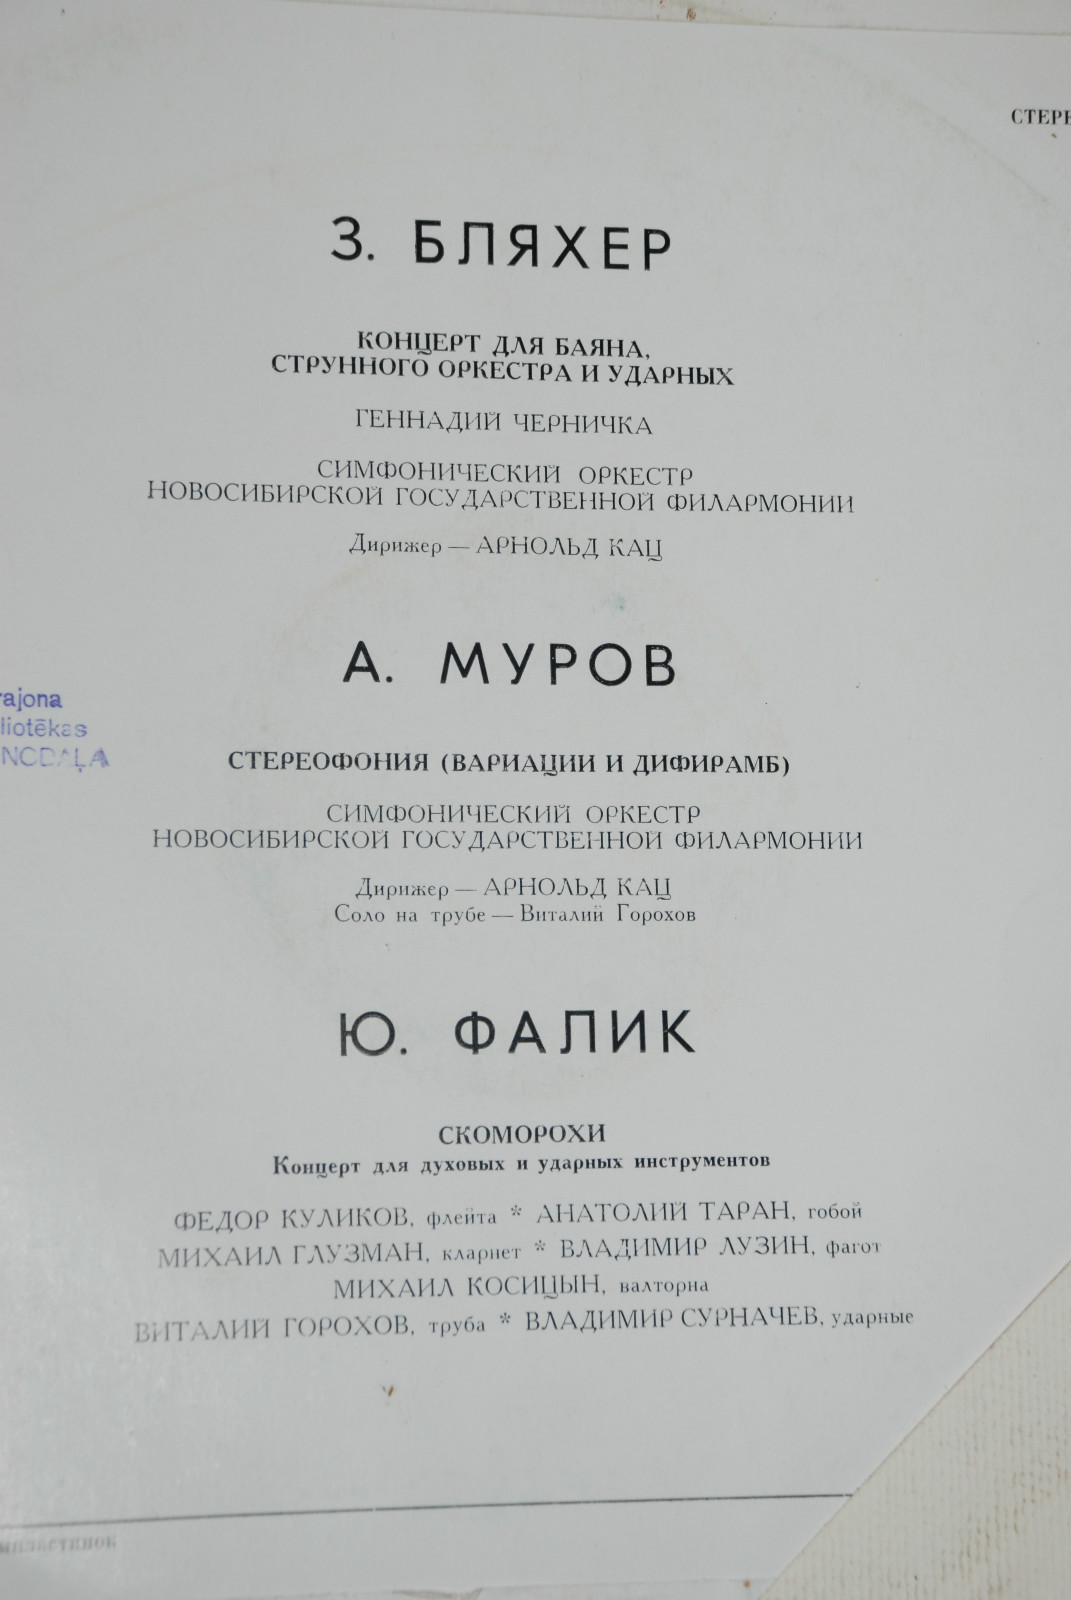 З. БЛЯХЕР
КОНЦЕРТ ДЛЯ БАЯНА,
СТРУННОГО ОРКЕСТРА И УДАРНЫХ
ГЕННАДИЙ ЧЕРНИЧКА
СИМФОНИЧЕСКИЙ ОРКЕСТР
НОВОСИБИРСКОЙ ГОСУДАРСТВЕННОЙ ФИЛАРМОНИИ
Дирижер — АРНОЛЬД КАЦ
А. МУРОВ
rajona
СТЕРЕОФОНИЯ (ВАРИАЦИИ И ДИФИРАМБ)
СИМФОНИЧЕСКИЙ ОРКЕСТР
НОВОСИБИРСКОЙ ГОСУДАРСТВЕННОЙ ФИЛАРМОНИИ
Дирижер — АРНОЛЬД КАЦ
Соло на трубе — Виталий Горохов
Ю. ФАЛИК
СКОМОРОХИ
Концерт для духовых и ударных инструментов
ФЕДОР КУЛИКОВ, флейта * АНАТОЛИЙ ТАРАН, гобой
МИХАИЛ ГЛУЗМАН, кларнет * ВЛАДИМИР ЛУЗИН, фагот
МИХАИЛ КОСИЦЫН, валторна
ВИТАЛИЙ ГОРОХОВ, труба * ВЛАДИМИР СУРНАЧЕВ, ударные